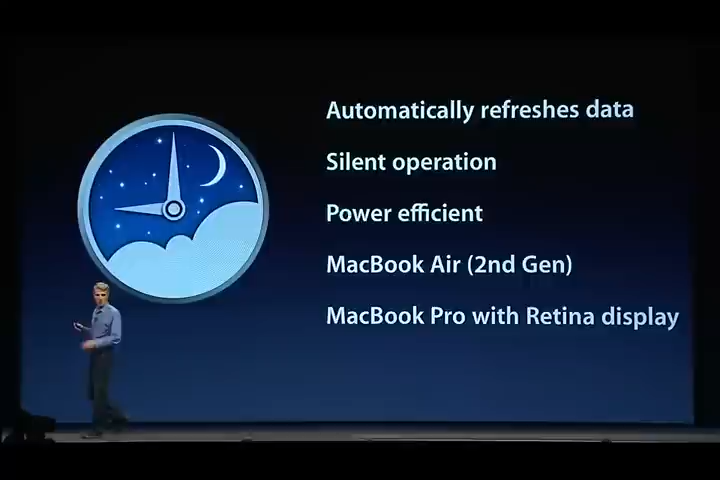 Automatically refreshes data
Silent operation
Power efficient
MacBook Air (2nd Gen)
MacBook Pro with Retina display